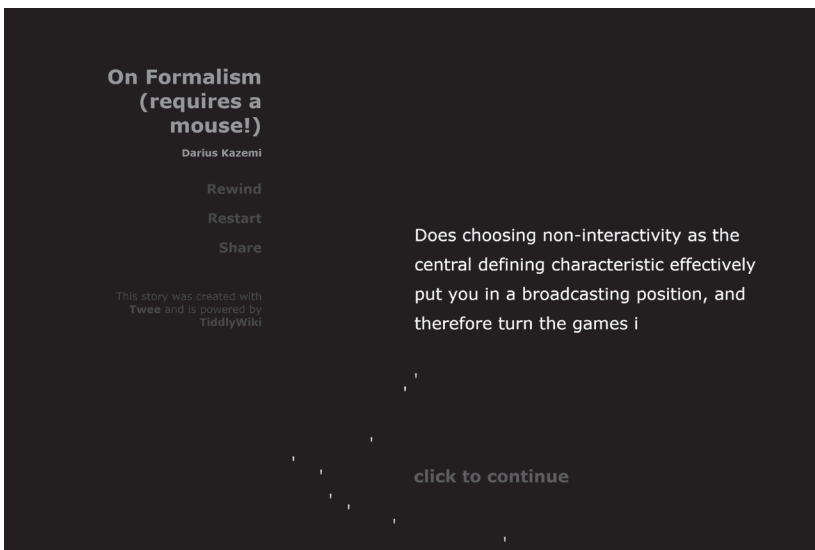 On Formalism
(requires a
mouse!)
Darius Kazemi
Rewind
Restart
Share
This story was created with
Twee and is powered by
TiddlyWiki
Does choosing non-interactivity as the
central defining characteristic effectively
put you in a broadcasting position, and
therefore turn the games i
click to continue